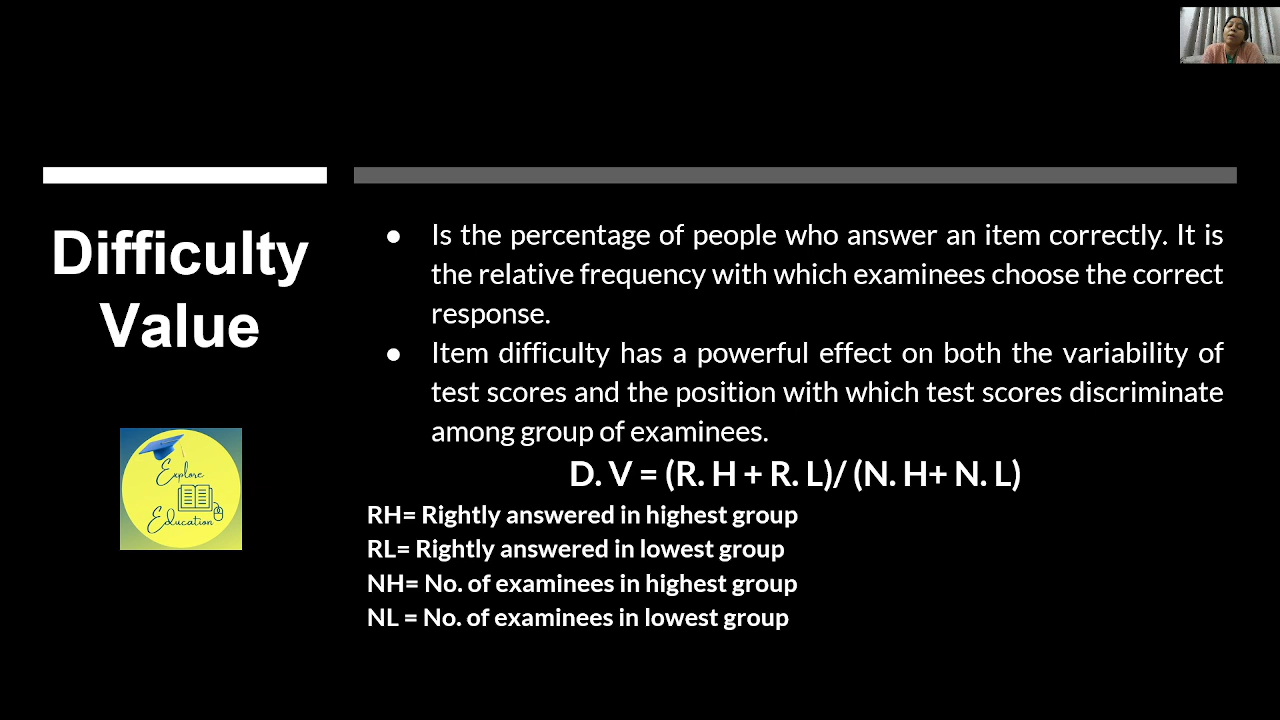 Difficulty
Value
Explore
Education
● Is the percentage of people who answer an item correctly. It is
the relative frequency with which examinees choose the correct
response.
● Item difficulty has a powerful effect on both the variability of
test scores and the position with which test scores discriminate
among group of examinees.
D. V = (R. H + R. L)/ (N. H+ N. L)
RH= Rightly answered in highest group
RL= Rightly answered in lowest group
NH= No. of examinees in highest group
NL = No. of examinees in lowest group